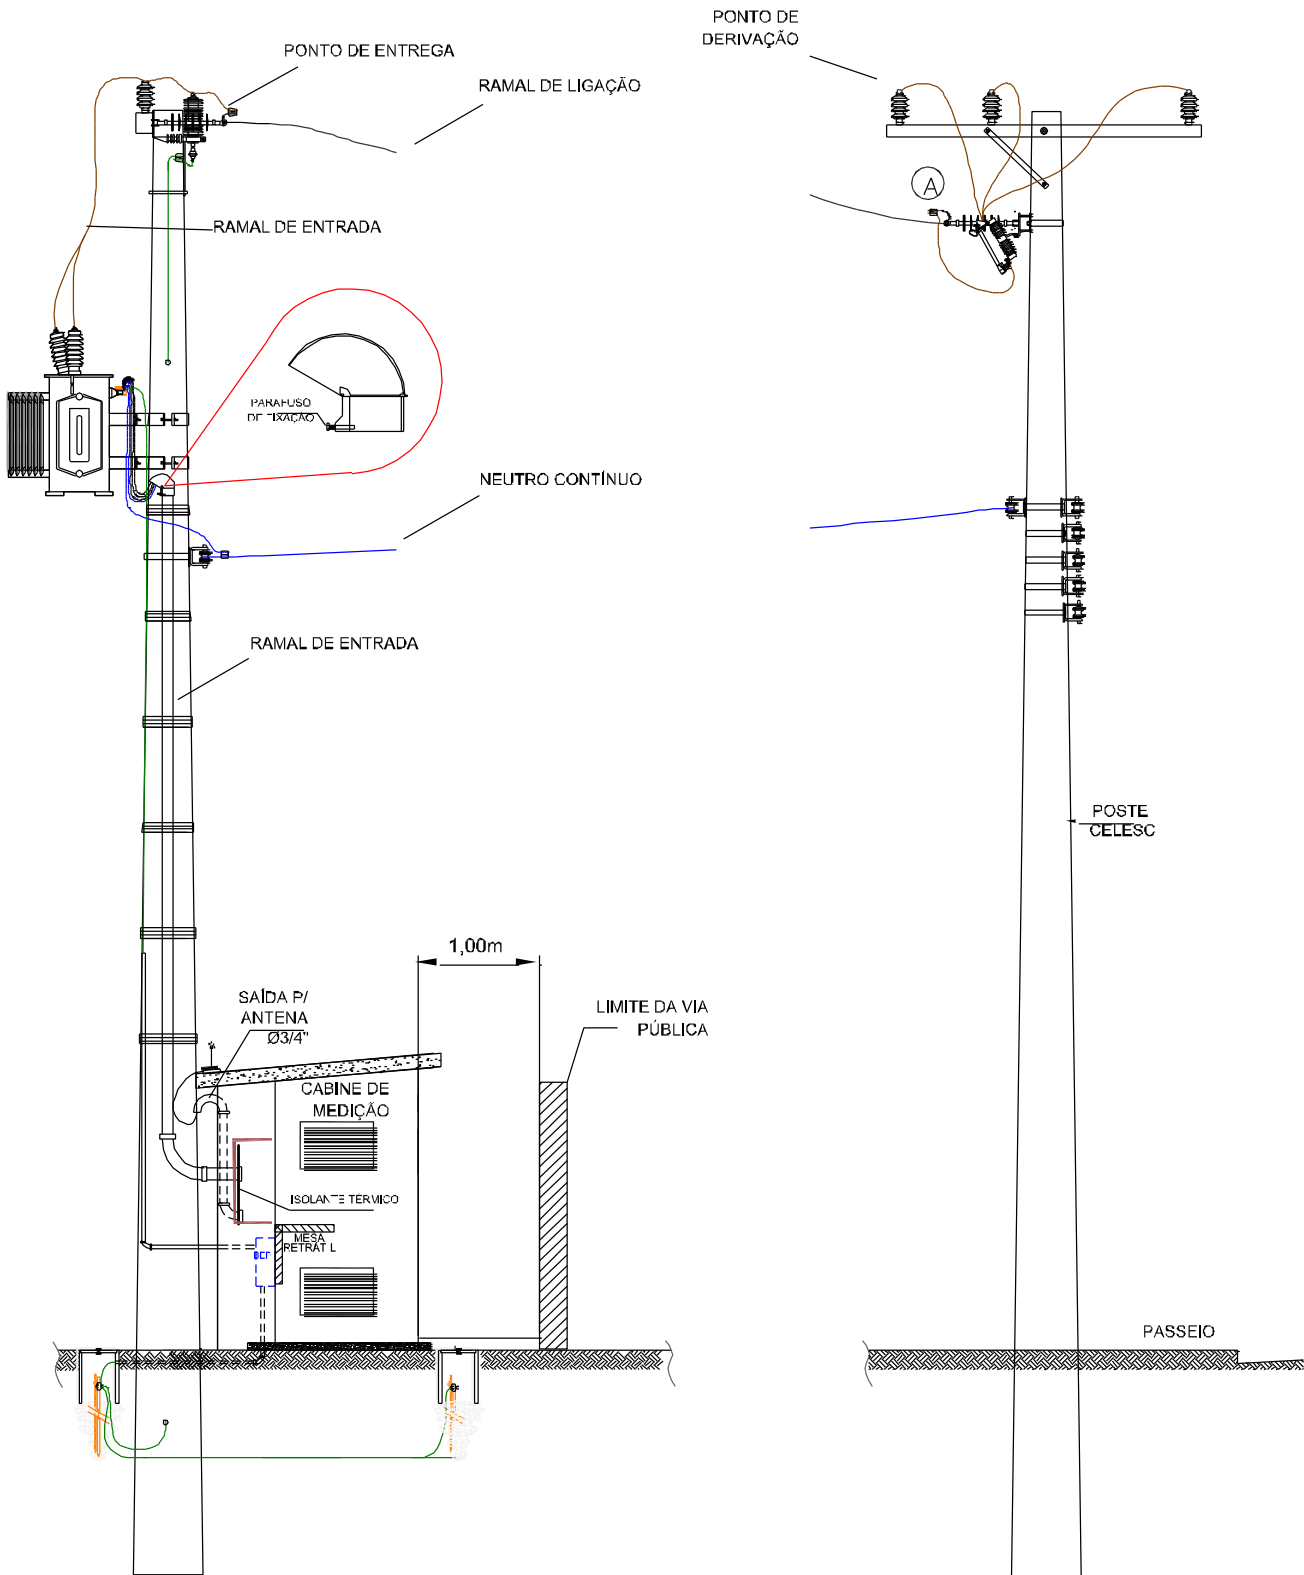 PONTO DE
DERIVAÇÃO
PONTO DE ENTREGA
RAMAL DE LIGAÇÃO
A
RAMAL DE ENTRADA
PARAFUSO
DE FIXAÇÃO
NEUTRO CONTÍNUO
RAMAL DE ENTRADA
POSTE
CELESC
1,00m
SAÍDA P/
ANTENA
Ø3/4"
LIMITE DA VIA
PÚBLICA
CABINE DE
MEDIÇÃO
ISOLANTE TÉRMICO
MESA
RETRAT L
BEP
PASSEIO